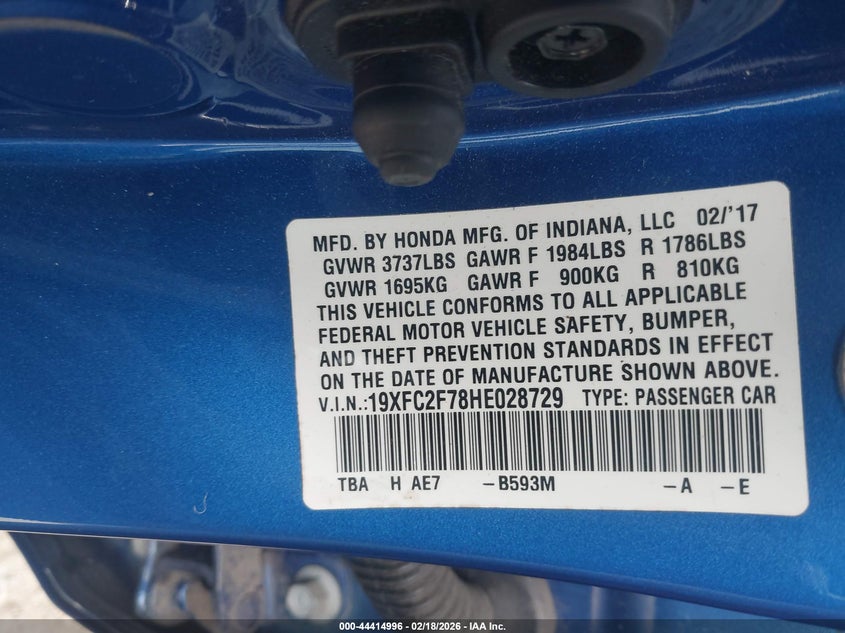 MFD. BY HONDA MFG. OF INDIANA, LLC 02/'17
GVWR 3737LBS GAWR F 1984LBS R 1786LBS
GVWR 1695KG GAWR F 900KG R 810KG
THIS VEHICLE CONFORMS TO ALL APPLICABLE
FEDERAL MOTOR VEHICLE SAFETY, BUMPER,
AND THEFT PREVENTION STANDARDS IN EFFECT
ON THE DATE OF MANUFACTURE SHOWN ABOVE.
V.I.N.:19XFC2F78HE028729 TYPE: PASSENGER CAR
TBA H AE7 -B593M -A -E
000-44414996 - 02/18/2026 - IAA Inc.